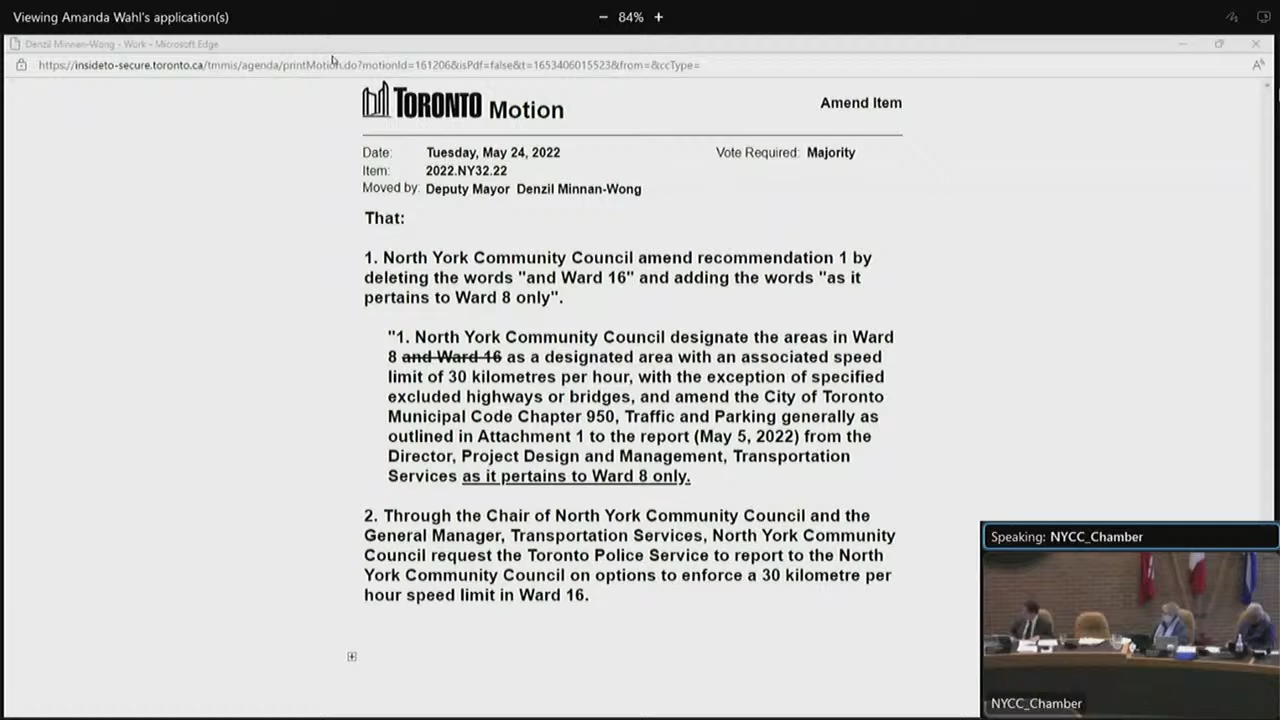 Viewing Amanda Wahl's application(s)
− 84% +
Denzil Minnan-Wong - Work - Microsoft Edge
https://insideto-secure.toronto.ca/tmmis/agenda/printMotion.do?motionId=161206&isPdf=false&t=1653406015523&from=&ccType=
TORONTO Motion
Amend Item
Date: Tuesday, May 24, 2022
Vote Required: Majority
Item: 2022.NY32.22
Moved by: Deputy Mayor Denzil Minnan-Wong
That:
1. North York Community Council amend recommendation 1 by
deleting the words "and Ward 16" and adding the words "as it
pertains to Ward 8 only".
"1. North York Community Council designate the areas in Ward
8 and Ward 16 as a designated area with an associated speed
limit of 30 kilometres per hour, with the exception of specified
excluded highways or bridges, and amend the City of Toronto
Municipal Code Chapter 950, Traffic and Parking generally as
outlined in Attachment 1 to the report (May 5, 2022) from the
Director, Project Design and Management, Transportation
Services as it pertains to Ward 8 only.
2. Through the Chair of North York Community Council and the
General Manager, Transportation Services, North York Community
Council request the Toronto Police Service to report to the North
York Community Council on options to enforce a 30 kilometre per
hour speed limit in Ward 16.
Speaking: NYCC_Chamber
NYCC_Chamber